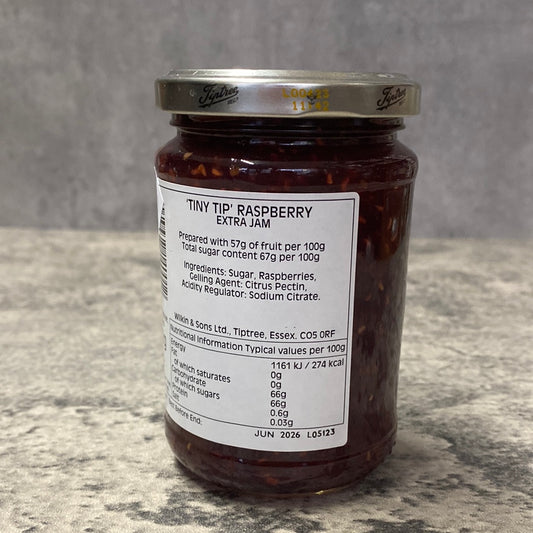 Tiptree
L00623
11:42
Tiptree
'TINY TIP' RASPBERRY
EXTRA JAM
Prepared with 57g of fruit per 100g
Total sugar content 67g per 100g
Ingredients: Sugar, Raspberries,
Gelling Agent: Citrus Pectin,
Acidity Regulator: Sodium Citrate.
Wilkin & Sons Ltd., Tiptree, Essex. CO5 0RF
Nutritional Information Typical values per 100g
Energy 1161 kJ / 274 kcal
Fat 0g
of which saturates 0g
Carbohydrate 66g
of which sugars 66g
Protein 0.6g
Salt 0.03g
Before End.
JUN 2026 L05123